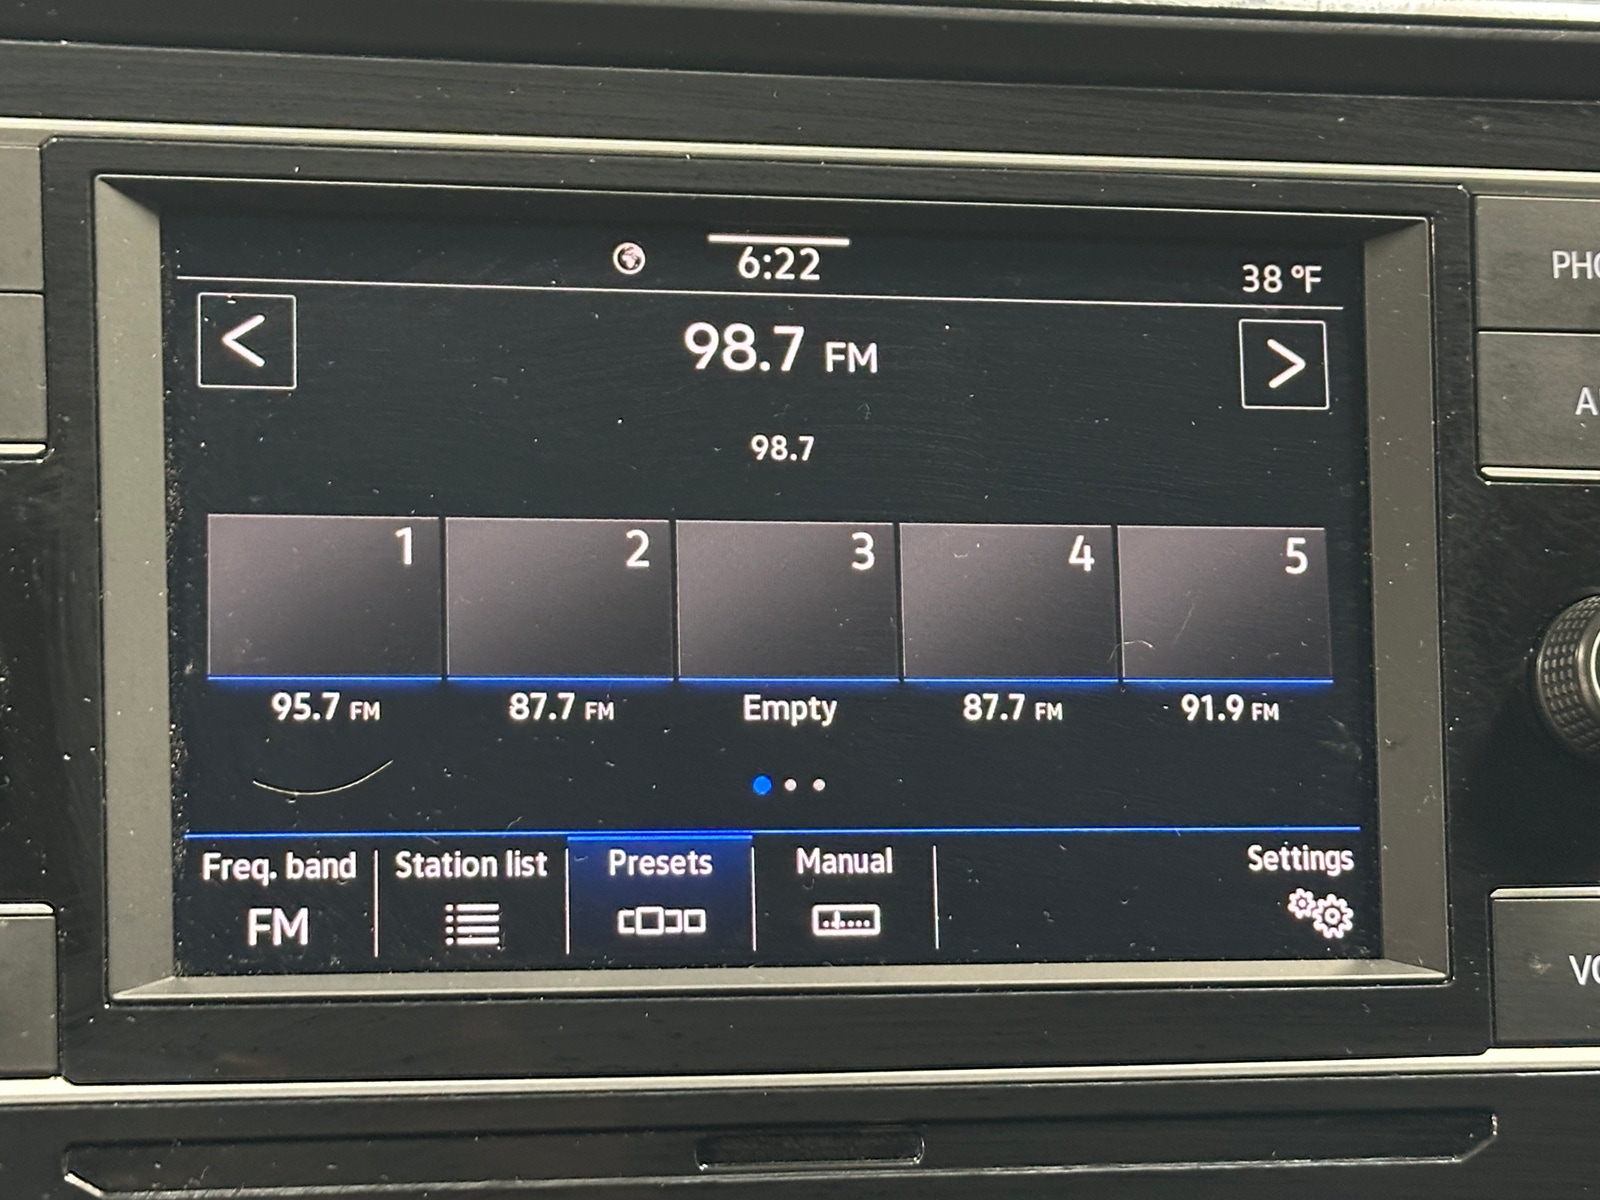 6:22
38 °F
<
98.7 FM
>
98.7
1 2 3 4 5
95.7 FM 87.7 FM Empty 87.7 FM 91.9 FM
Freq. band Station list Presets Manual Settings
FM